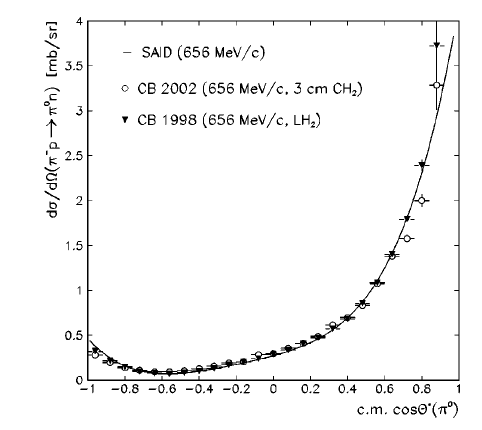 dσ/dΩ(π⁻p→π⁰n) [mb/sr]
4
3.5
3
2.5
2
1.5
1
0.5
0
– SAID (656 MeV/c)
○ CB 2002 (656 MeV/c, 3 cm CH₂)
▼ CB 1998 (656 MeV/c, LH₂)
−1 −0.8 −0.6 −0.4 −0.2 0 0.2 0.4 0.6 0.8 1
c.m. cosΘ*(π⁰)